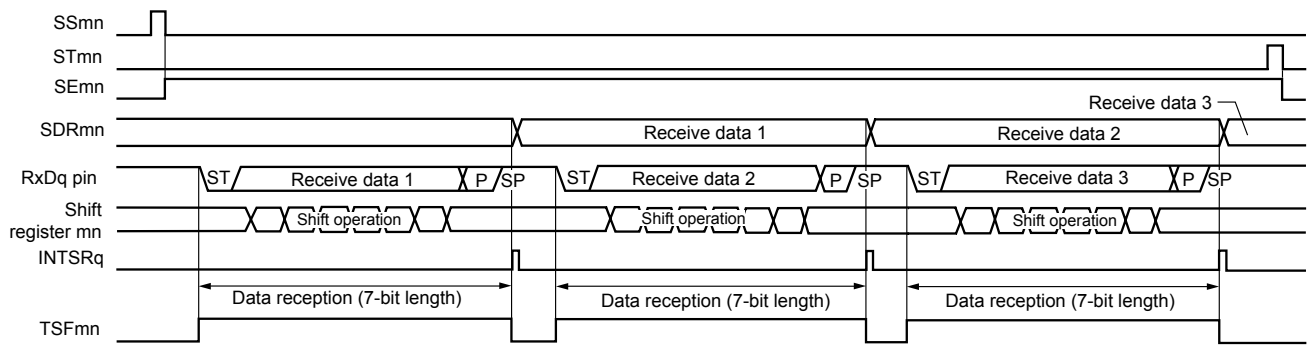 SSmn
STmn
SEmn
Receive data 3
SDRmn
Receive data 1
Receive data 2
RxDq pin
ST
Receive data 1
P
SP
ST
Receive data 2
P
SP
ST
Receive data 3
P
SP
Shift
register mn
Shift operation
Shift operation
Shift operation
INTSRq
Data reception (7-bit length)
Data reception (7-bit length)
Data reception (7-bit length)
TSFmn